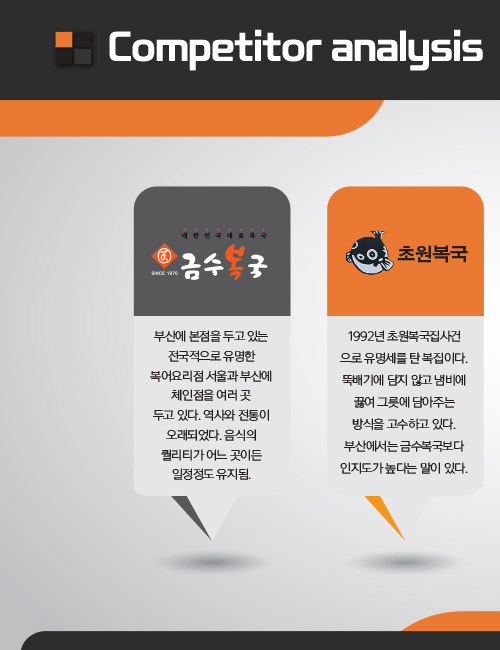 Competitor analysis
대한민국대표복국
SINCE 1970
금수복국
부산에 본점을 두고 있는
전국적으로 유명한
복어요리점 서울과 부산에
체인점을 여러 곳
두고 있다. 역사와 전통이
오래되었다. 음식의
퀄리티가 어느 곳이든
일정정도 유지됨.
초원복국
1992년 초원복국집사건
으로 유명세를 탄 복집이다.
뚝배기에 담지 않고 냄비에
끓여 그릇에 담아주는
방식을 고수하고 있다.
부산에서는 금수복국보다
인지도가 높다는 말이 있다.